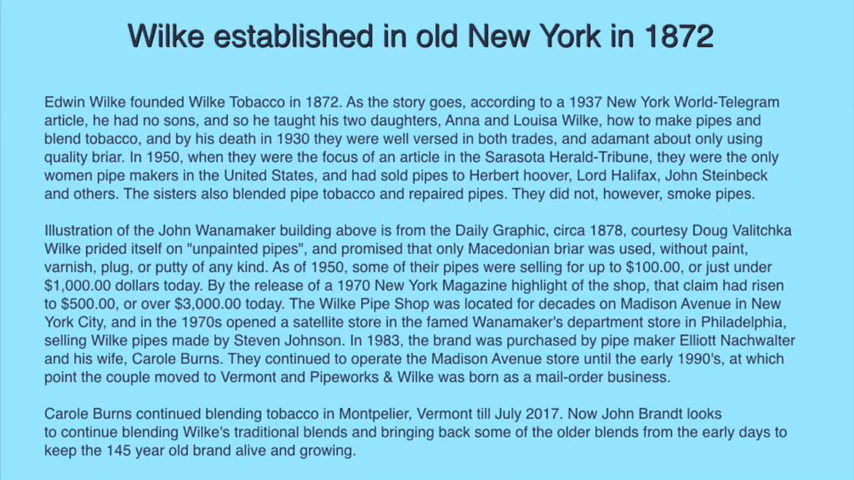 Wilke established in old New York in 1872
Edwin Wilke founded Wilke Tobacco in 1872. As the story goes, according to a 1937 New York World-Telegram
article, he had no sons, and so he taught his two daughters, Anna and Louisa Wilke, how to make pipes and
blend tobacco, and by his death in 1930 they were well versed in both trades, and adamant about only using
quality briar. In 1950, when they were the focus of an article in the Sarasota Herald-Tribune, they were the only
women pipe makers in the United States, and had sold pipes to Herbert hoover, Lord Halifax, John Steinbeck
and others. The sisters also blended pipe tobacco and repaired pipes. They did not, however, smoke pipes.
Illustration of the John Wanamaker building above is from the Daily Graphic, circa 1878, courtesy Doug Valitchka
Wilke prided itself on "unpainted pipes", and promised that only Macedonian briar was used, without paint,
varnish, plug, or putty of any kind. As of 1950, some of their pipes were selling for up to $100.00, or just under
$1,000.00 dollars today. By the release of a 1970 New York Magazine highlight of the shop, that claim had risen
to $500.00, or over $3,000.00 today. The Wilke Pipe Shop was located for decades on Madison Avenue in New
York City, and in the 1970s opened a satellite store in the famed Wanamaker's department store in Philadelphia,
selling Wilke pipes made by Steven Johnson. In 1983, the brand was purchased by pipe maker Elliott Nachwalter
and his wife, Carole Burns. They continued to operate the Madison Avenue store until the early 1990's, at which
point the couple moved to Vermont and Pipeworks & Wilke was born as a mail-order business.
Carole Burns continued blending tobacco in Montpelier, Vermont till July 2017. Now John Brandt looks
to continue blending Wilke's traditional blends and bringing back some of the older blends from the early days to
keep the 145 year old brand alive and growing.